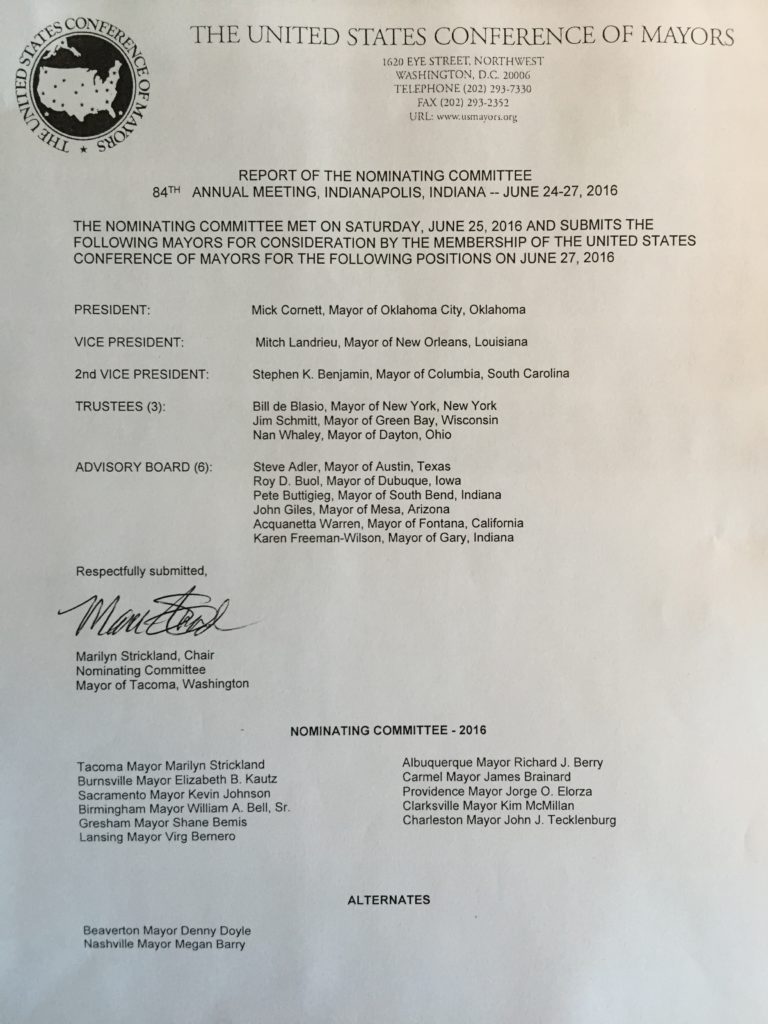 THE UNITED STATES CONFERENCE OF MAYORS ★
THE UNITED STATES CONFERENCE OF MAYORS
1620 EYE STREET, NORTHWEST
WASHINGTON, D.C. 20006
TELEPHONE (202) 293-7330
FAX (202) 293-2352
URL: www.usmayors.org
REPORT OF THE NOMINATING COMMITTEE
84TH ANNUAL MEETING, INDIANAPOLIS, INDIANA -- JUNE 24-27, 2016
THE NOMINATING COMMITTEE MET ON SATURDAY, JUNE 25, 2016 AND SUBMITS THE
FOLLOWING MAYORS FOR CONSIDERATION BY THE MEMBERSHIP OF THE UNITED STATES
CONFERENCE OF MAYORS FOR THE FOLLOWING POSITIONS ON JUNE 27, 2016
PRESIDENT: Mick Cornett, Mayor of Oklahoma City, Oklahoma
VICE PRESIDENT: Mitch Landrieu, Mayor of New Orleans, Louisiana
2nd VICE PRESIDENT: Stephen K. Benjamin, Mayor of Columbia, South Carolina
TRUSTEES (3): Bill de Blasio, Mayor of New York, New York
Jim Schmitt, Mayor of Green Bay, Wisconsin
Nan Whaley, Mayor of Dayton, Ohio
ADVISORY BOARD (6): Steve Adler, Mayor of Austin, Texas
Roy D. Buol, Mayor of Dubuque, Iowa
Pete Buttigieg, Mayor of South Bend, Indiana
John Giles, Mayor of Mesa, Arizona
Acquanetta Warren, Mayor of Fontana, California
Karen Freeman-Wilson, Mayor of Gary, Indiana
Respectfully submitted,
Marilyn Strickland, Chair
Nominating Committee
Mayor of Tacoma, Washington
NOMINATING COMMITTEE - 2016
Tacoma Mayor Marilyn Strickland
Burnsville Mayor Elizabeth B. Kautz
Sacramento Mayor Kevin Johnson
Birmingham Mayor William A. Bell, Sr.
Gresham Mayor Shane Bemis
Lansing Mayor Virg Bernero
Albuquerque Mayor Richard J. Berry
Carmel Mayor James Brainard
Providence Mayor Jorge O. Elorza
Clarksville Mayor Kim McMillan
Charleston Mayor John J. Tecklenburg
ALTERNATES
Beaverton Mayor Denny Doyle
Nashville Mayor Megan Barry